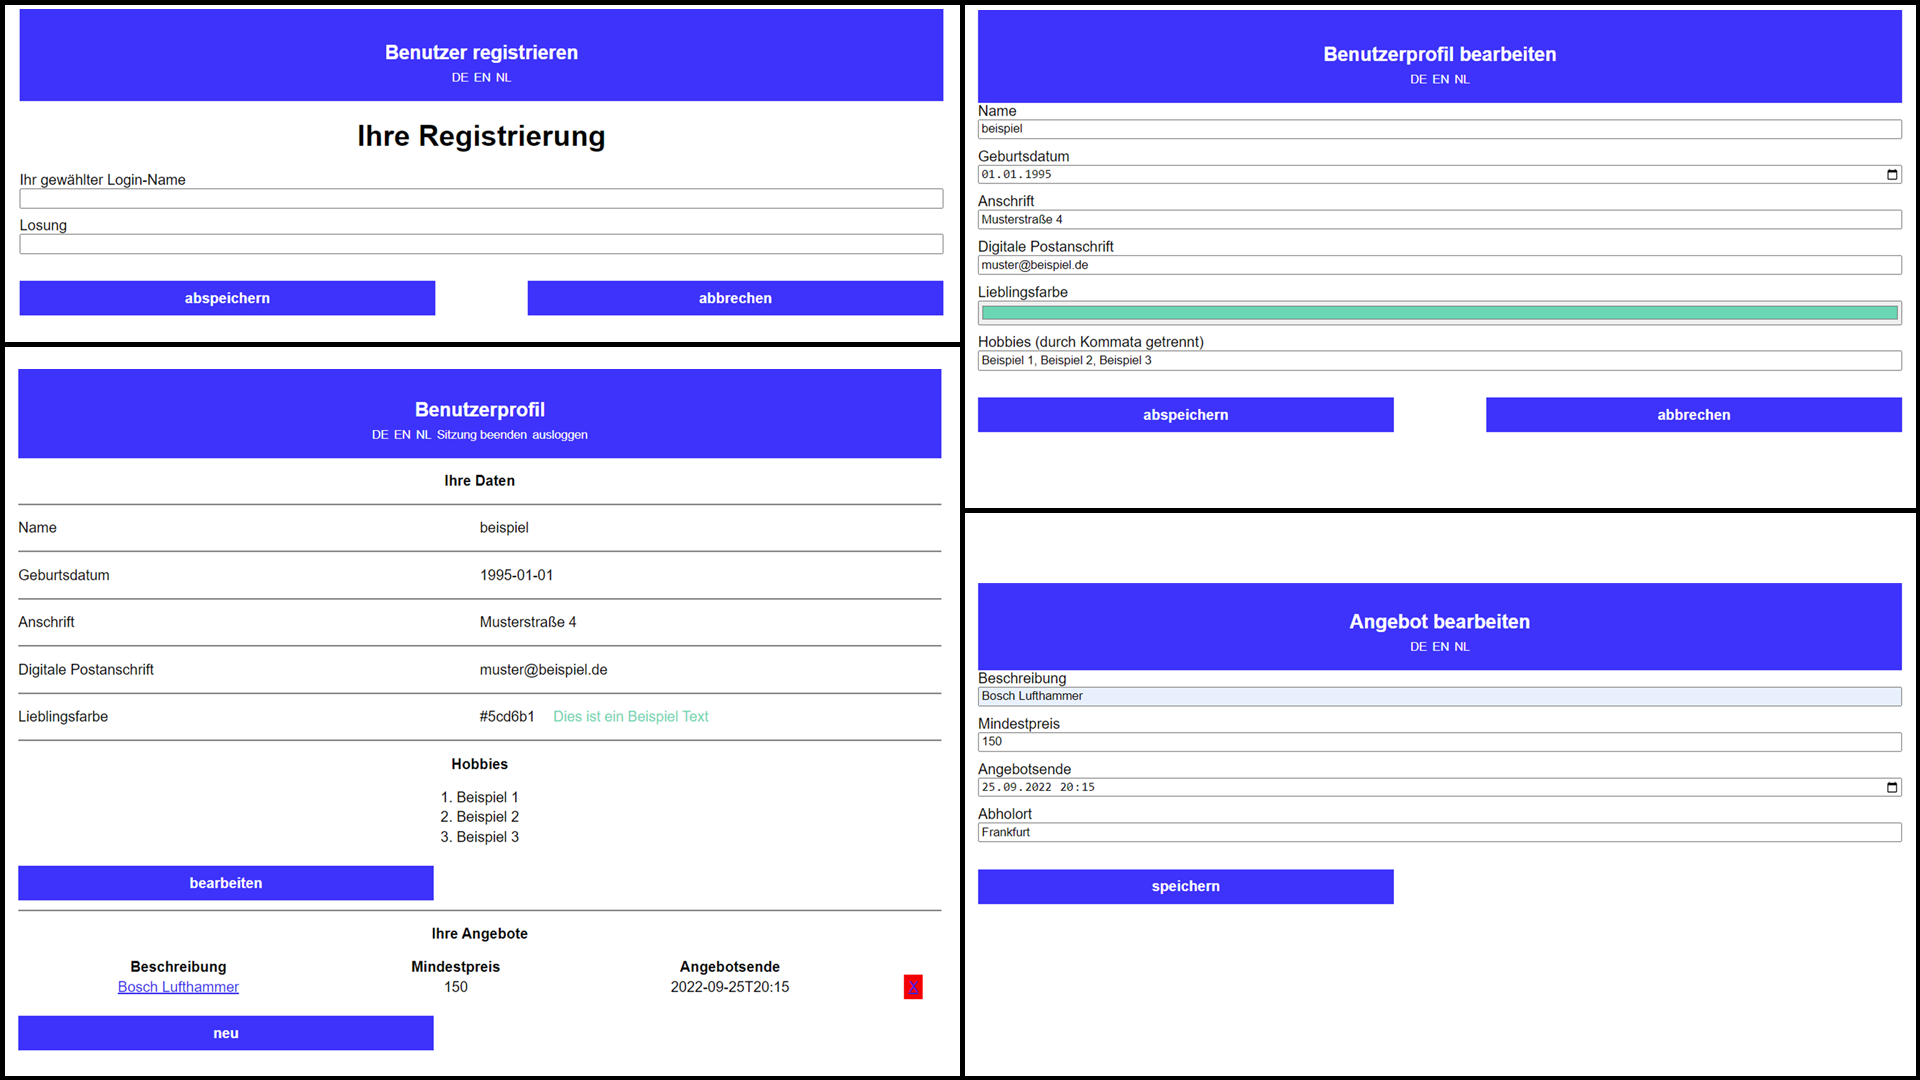 Benutzer registrieren
DE EN NL
Ihre Registrierung
Ihr gewählter Login-Name
Losung
abspeichern abbrechen
Benutzerprofil
DE EN NL Sitzung beenden ausloggen
Ihre Daten
Name beispiel
Geburtsdatum 1995-01-01
Anschrift Musterstraße 4
Digitale Postanschrift muster@beispiel.de
Lieblingsfarbe #5cd6b1 Dies ist ein Beispiel Text
Hobbies
1. Beispiel 1
2. Beispiel 2
3. Beispiel 3
bearbeiten
Ihre Angebote
Beschreibung Mindestpreis Angebotsende
Bosch Lufthammer 150 2022-09-25T20:15 X
neu
Benutzerprofil bearbeiten
DE EN NL
Name
beispiel
Geburtsdatum
01.01.1995
Anschrift
Musterstraße 4
Digitale Postanschrift
muster@beispiel.de
Lieblingsfarbe
Hobbies (durch Kommata getrennt)
Beispiel 1, Beispiel 2, Beispiel 3
abspeichern abbrechen
Angebot bearbeiten
DE EN NL
Beschreibung
Bosch Lufthammer
Mindestpreis
150
Angebotsende
25.09.2022 20:15
Abholort
Frankfurt
speichern